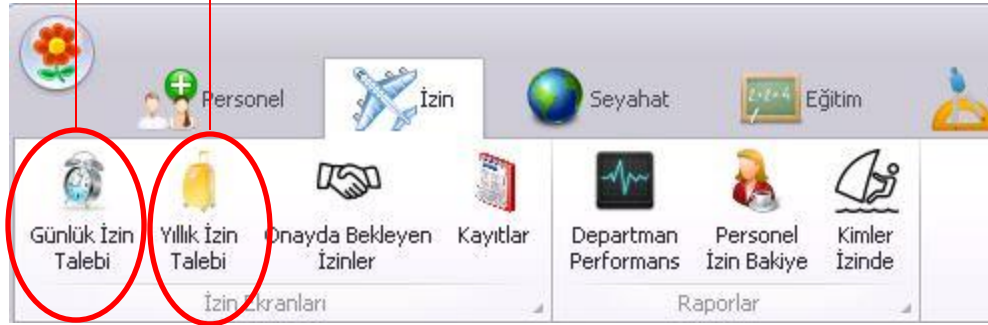 Personel
İzin
Seyahat
Eğitim
Günlük İzin
Talebi
Yıllık İzin
Talebi
Onayda Bekleyen
İzinler
Kayıtlar
Departman
Performans
Personel
İzin Bakiye
Kimler
İzinde
İzin Ekranları
Raporlar